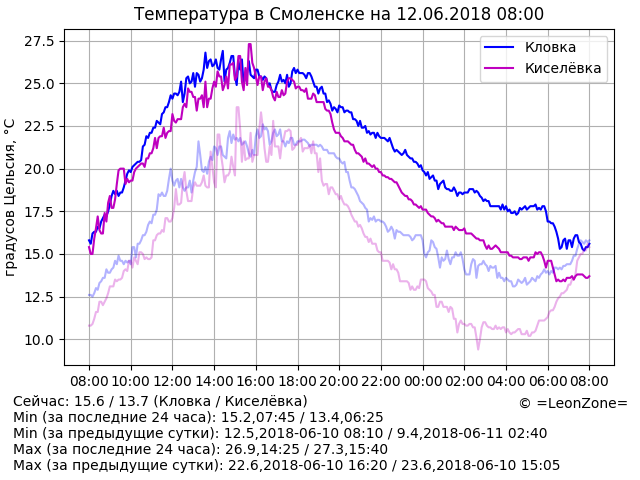 Температура в Смоленске на 12.06.2018 08:00
27.5
25.0
22.5
20.0
17.5
15.0
12.5
10.0
градусов Цельсия, °C
Кловка
Киселёвка
08:00 10:00 12:00 14:00 16:00 18:00 20:00 22:00 00:00 02:00 04:00 06:00 08:00
Сейчас: 15.6 / 13.7 (Кловка / Киселёвка)
© =LeonZone=
Min (за последние 24 часа): 15.2,07:45 / 13.4,06:25
Min (за предыдущие сутки): 12.5,2018-06-10 08:10 / 9.4,2018-06-11 02:40
Max (за последние 24 часа): 26.9,14:25 / 27.3,15:40
Max (за предыдущие сутки): 22.6,2018-06-10 16:20 / 23.6,2018-06-10 15:05